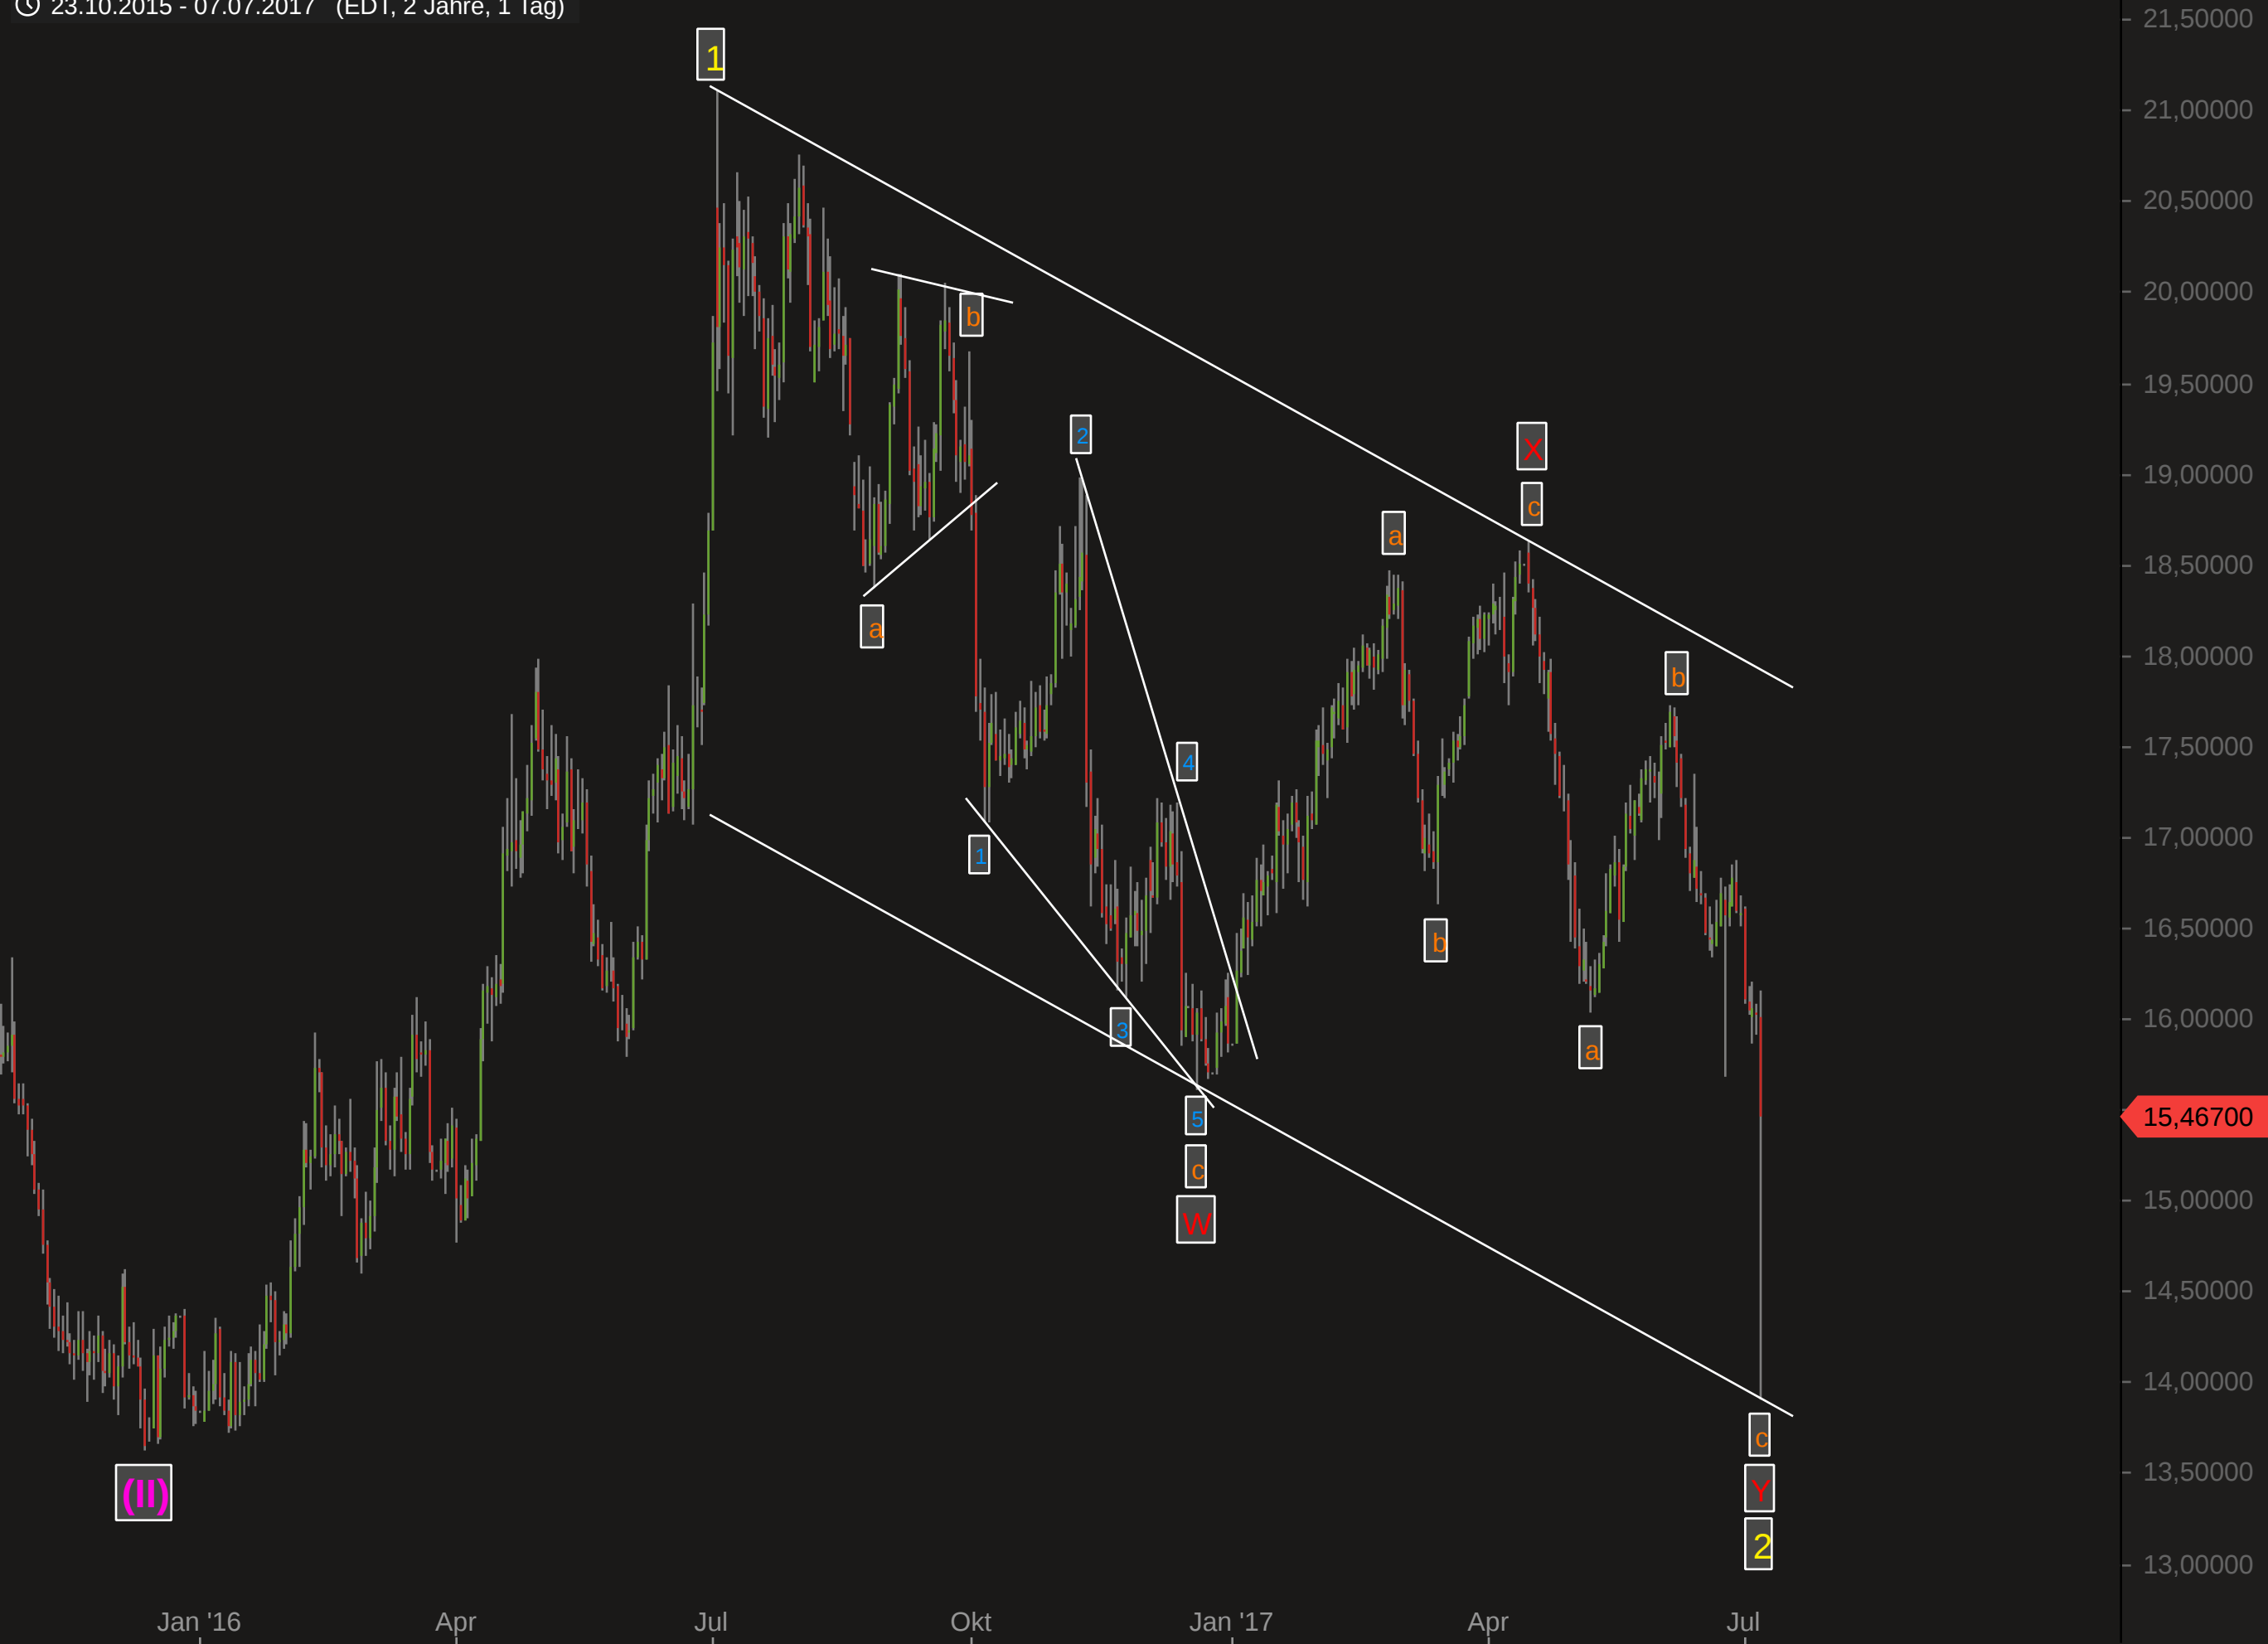 23.10.2015 - 07.07.2017 (EDT, 2 Jahre, 1 Tag)
21,50000
1
21,00000
20,50000
20,00000
b
19,50000
2
X
19,00000
c
a
18,50000
a
18,00000
b
17,50000
4
17,00000
1
b
16,50000
3
16,00000
a
5
15,46700
c
W
15,00000
14,50000
14,00000
c
(II)
Y
13,50000
2
13,00000
Jan '16 Apr Jul Okt Jan '17 Apr Jul